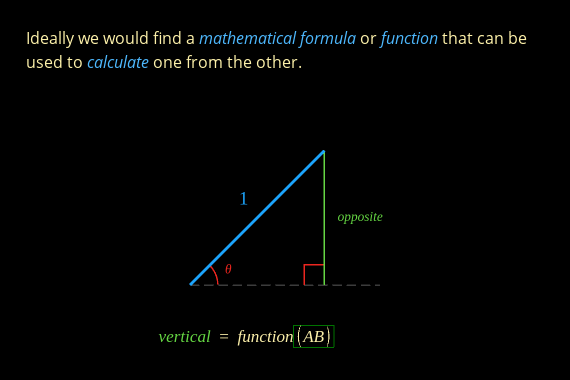 Ideally we would find a mathematical formula or function that can be
used to calculate one from the other.
1
opposite
θ
vertical = function(AB)